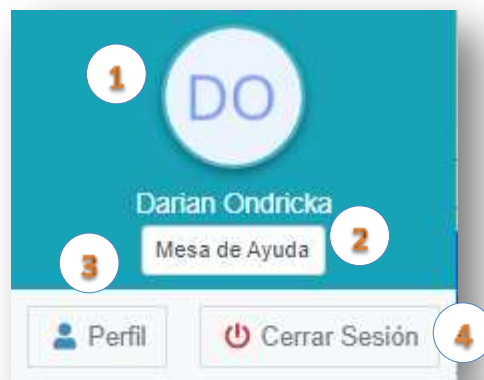 1
DO
Darian Ondricka
Mesa de Ayuda 2
3
Perfil Cerrar Sesión 4